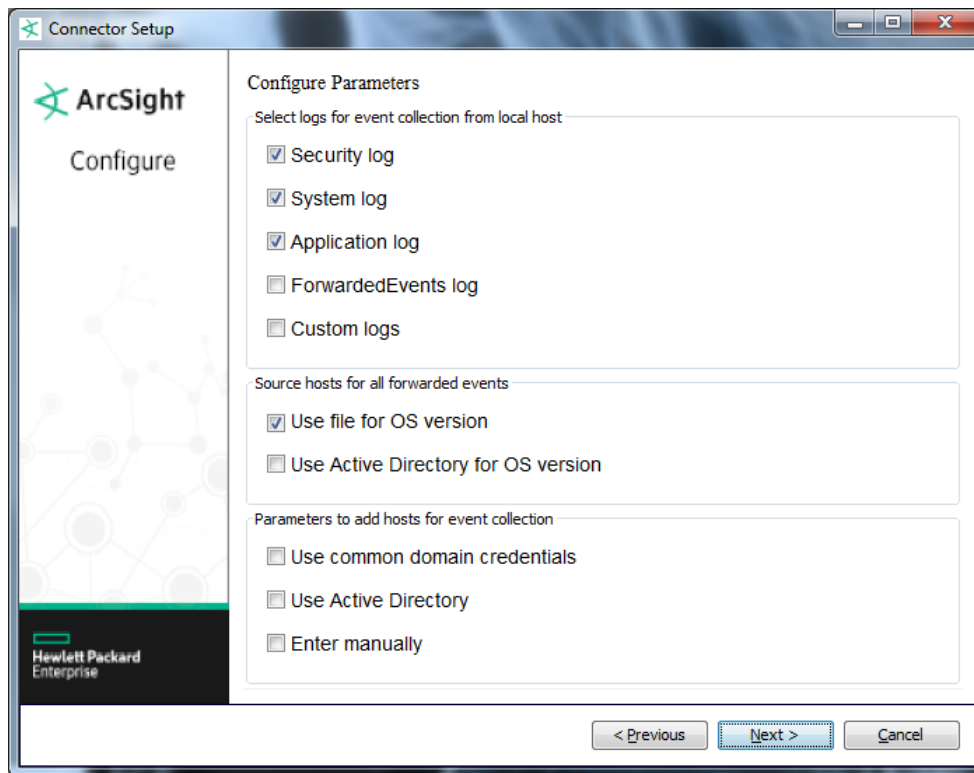 Connector Setup
ArcSight
Configure
Configure Parameters
Select logs for event collection from local host
Security log
System log
Application log
ForwardedEvents log
Custom logs
Source hosts for all forwarded events
Use file for OS version
Use Active Directory for OS version
Parameters to add hosts for event collection
Use common domain credentials
Use Active Directory
Enter manually
Hewlett Packard
Enterprise
< Previous
Next >
Cancel